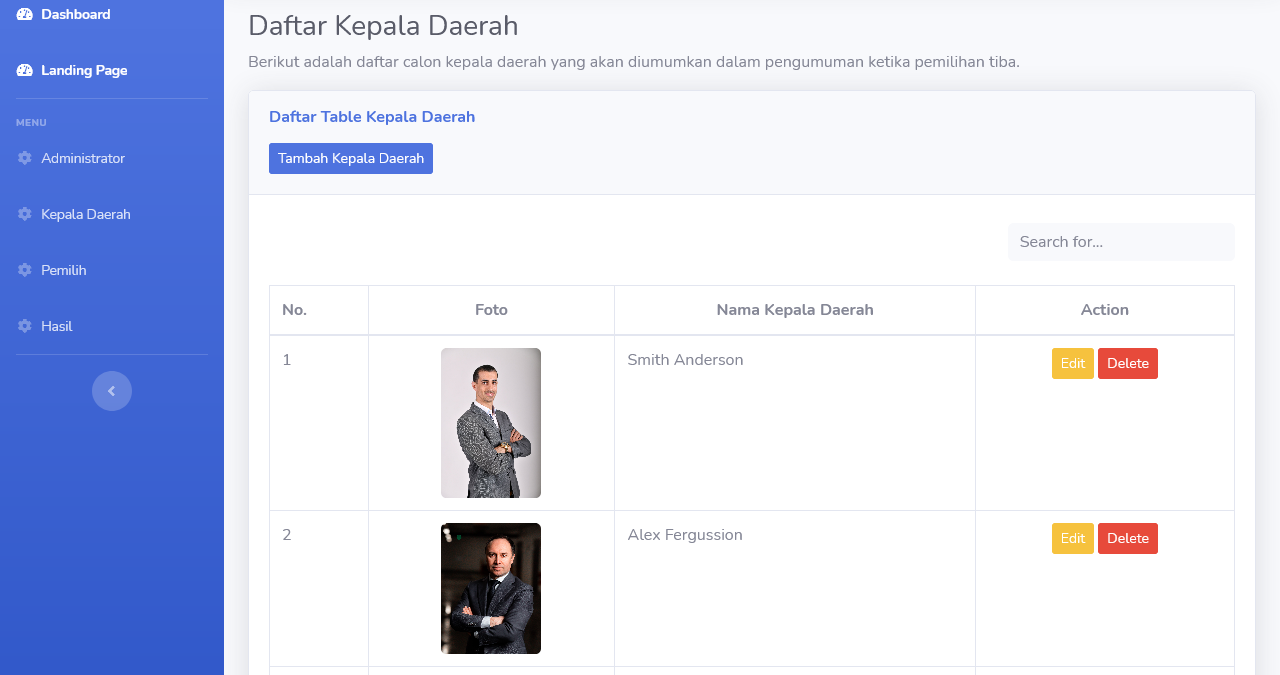 Dashboard
Landing Page
MENU
Administrator
Kepala Daerah
Pemilih
Hasil
Daftar Kepala Daerah
Berikut adalah daftar calon kepala daerah yang akan diumumkan dalam pengumuman ketika pemilihan tiba.
Daftar Table Kepala Daerah
Tambah Kepala Daerah
Search for...
No. Foto Nama Kepala Daerah Action
1 Smith Anderson Edit Delete
2 Alex Fergussion Edit Delete